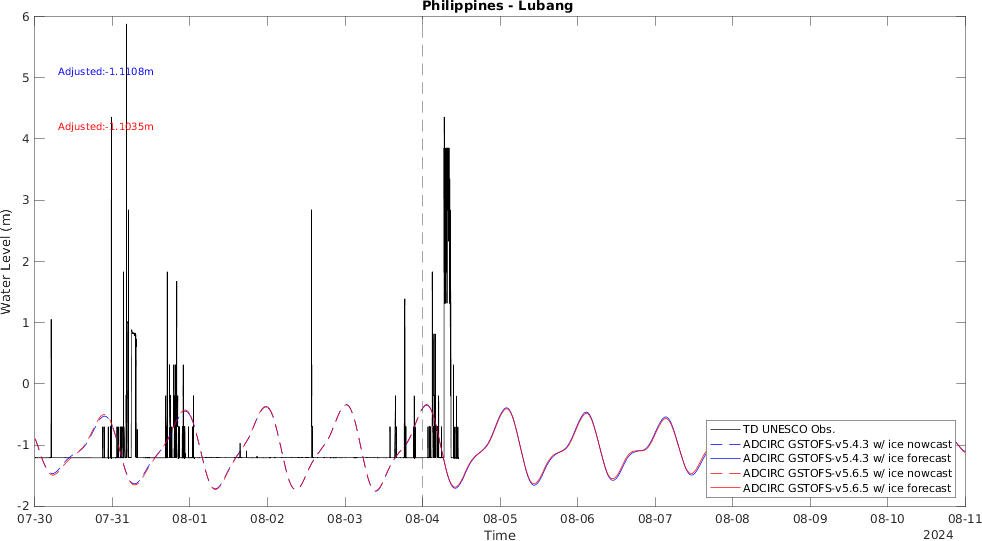 Philippines - Lubang
6
5
4
3
2
1
0
-1
-2
Water Level (m)
Adjusted:-1.1108m
Adjusted:-1.1035m
TD UNESCO Obs.
ADCIRC GSTOFS-v5.4.3 w/ ice nowcast
ADCIRC GSTOFS-v5.4.3 w/ ice forecast
ADCIRC GSTOFS-v5.6.5 w/ ice nowcast
ADCIRC GSTOFS-v5.6.5 w/ ice forecast
07-30 07-31 08-01 08-02 08-03 08-04 08-05 08-06 08-07 08-08 08-09 08-10 08-11
Time
2024